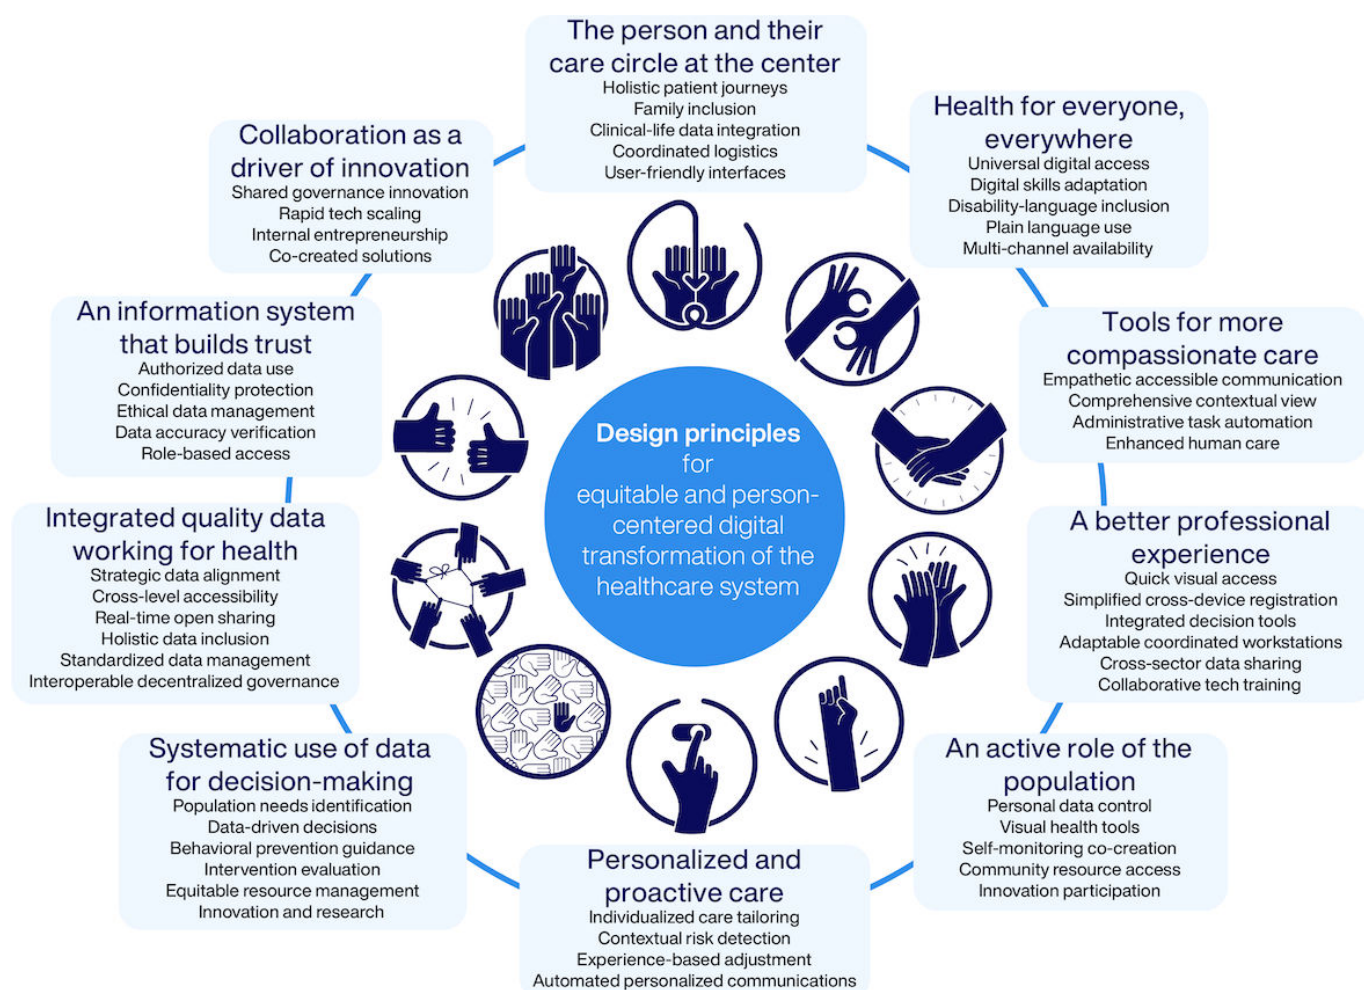 The person and their
care circle at the center
Holistic patient journeys
Family inclusion
Clinical-life data integration
Coordinated logistics
User-friendly interfaces
Health for everyone,
everywhere
Universal digital access
Digital skills adaptation
Disability-language inclusion
Plain language use
Multi-channel availability
Tools for more
compassionate care
Empathetic accessible communication
Comprehensive contextual view
Administrative task automation
Enhanced human care
A better professional
experience
Quick visual access
Simplified cross-device registration
Integrated decision tools
Adaptable coordinated workstations
Cross-sector data sharing
Collaborative tech training
An active role of the
population
Personal data control
Visual health tools
Self-monitoring co-creation
Community resource access
Innovation participation
Personalized and
proactive care
Individualized care tailoring
Contextual risk detection
Experience-based adjustment
Automated personalized communications
Systematic use of data
for decision-making
Population needs identification
Data-driven decisions
Behavioral prevention guidance
Intervention evaluation
Equitable resource management
Innovation and research
Integrated quality data
working for health
Strategic data alignment
Cross-level accessibility
Real-time open sharing
Holistic data inclusion
Standardized data management
Interoperable decentralized governance
An information system
that builds trust
Authorized data use
Confidentiality protection
Ethical data management
Data accuracy verification
Role-based access
Collaboration as a
driver of innovation
Shared governance innovation
Rapid tech scaling
Internal entrepreneurship
Co-created solutions
Design principles
for
equitable and person-
centered digital
transformation of the
healthcare system